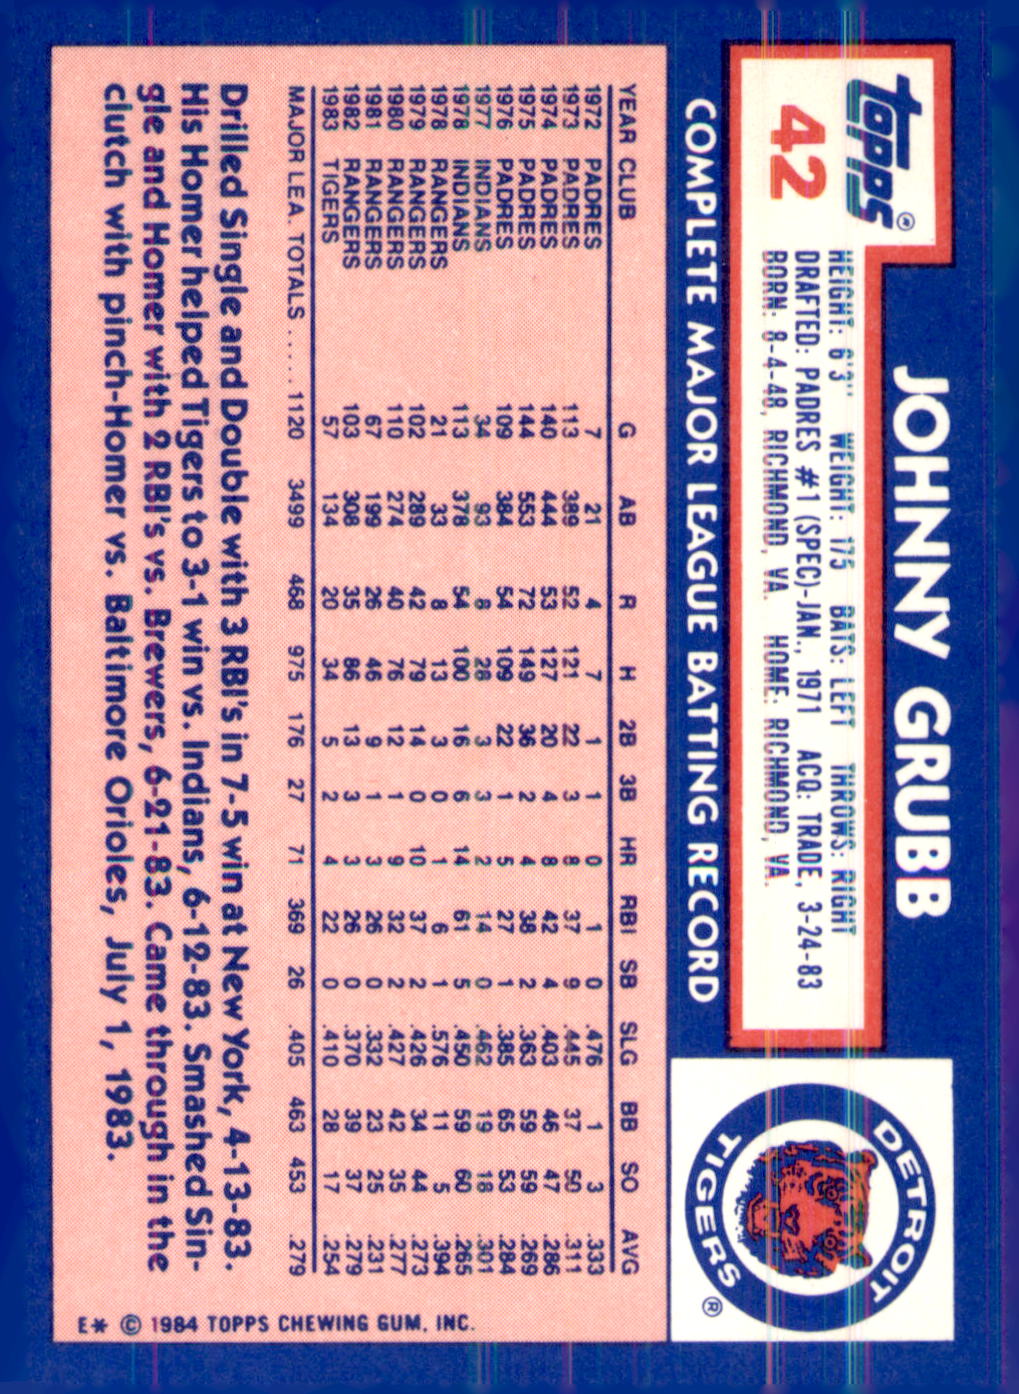 JOHNNY GRUBB
Topps®
42
HEIGHT: 6'3" WEIGHT: 175 BATS: LEFT THROWS: RIGHT
DRAFTED: PADRES #1 (SPEC)-JAN., 1971 ACQ: TRADE, 3-24-83
BORN: 8-4-48, RICHMOND, VA. HOME: RICHMOND, VA.
DETROIT
TIGERS ®
COMPLETE MAJOR LEAGUE BATTING RECORD
YEAR CLUB G AB R H 2B 3B HR RBI SB SLG BB SO AVG
1972 PADRES 7 21 4 7 1 1 0 1 0 .476 1 3 .333
1973 PADRES 113 389 52 121 22 3 8 37 9 .445 37 50 .311
1974 PADRES 140 444 53 127 20 4 8 42 4 .403 46 47 .286
1975 PADRES 144 553 72 149 36 2 4 38 2 .363 59 59 .269
1976 PADRES 109 384 54 109 22 1 5 27 1 .385 65 53 .284
1977 INDIANS 34 93 8 28 3 3 2 14 0 .462 19 18 .301
1978 INDIANS 113 378 54 100 16 6 14 61 5 .450 59 60 .265
1978 RANGERS 21 33 8 13 3 0 1 6 1 .576 11 5 .394
1979 RANGERS 102 289 42 79 14 0 10 37 2 .426 34 44 .273
1980 RANGERS 110 274 40 76 12 1 9 32 2 .427 42 35 .277
1981 RANGERS 67 199 26 46 9 1 3 26 0 .332 23 25 .231
1982 RANGERS 103 308 35 86 13 3 3 26 0 .370 39 37 .279
1983 TIGERS 57 134 20 34 5 2 4 22 0 .410 28 17 .254
MAJOR LEA. TOTALS ..... 1120 3499 468 975 176 27 71 369 26 .405 463 453 .279
Drilled Single and Double with 3 RBI's in 7-5 win at New York, 4-13-83.
His Homer helped Tigers to 3-1 win vs. Indians, 6-12-83. Smashed Sin-
gle and Homer with 2 RBI's vs. Brewers, 6-21-83. Came through in the
clutch with pinch-Homer vs. Baltimore Orioles, July 1, 1983.
E* © 1984 TOPPS CHEWING GUM, INC.